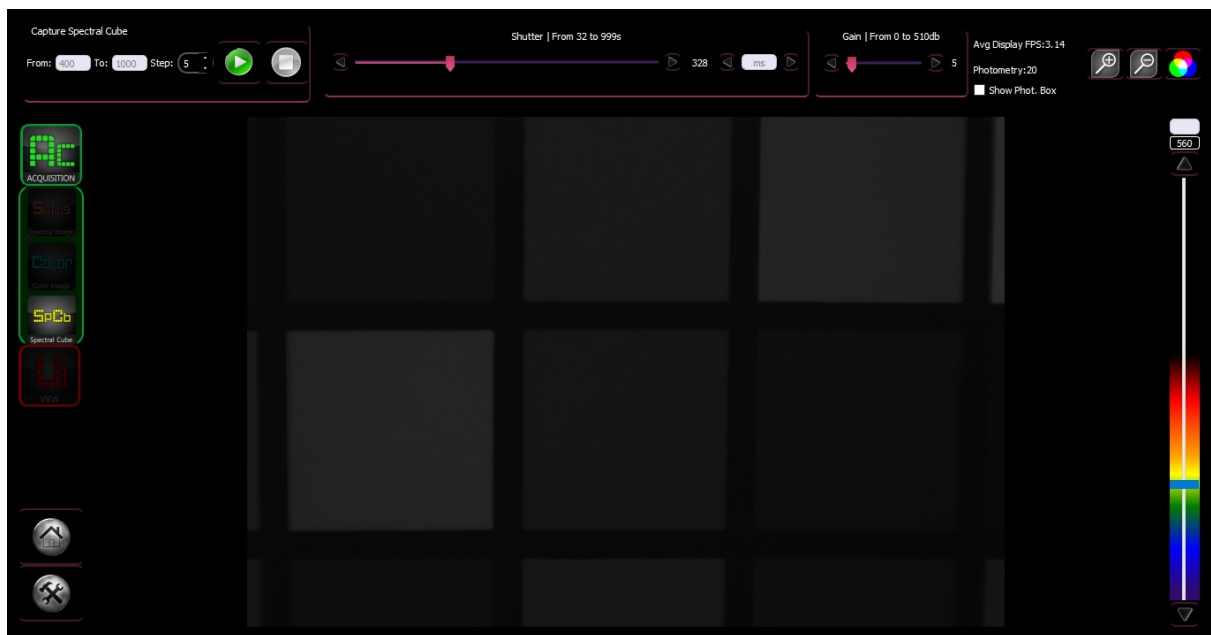 Capture Spectral Cube
From: 400 To: 1000 Step: 5
Shutter | From 32 to 999s
328 ms
Gain | From 0 to 510db
5
Avg Display FPS:3.14
Photometry:20
Show Phot. Box
Ac
ACQUISITION
Spectral Image
Color
Color Image
SpCb
Spectral Cube
VIEW
560